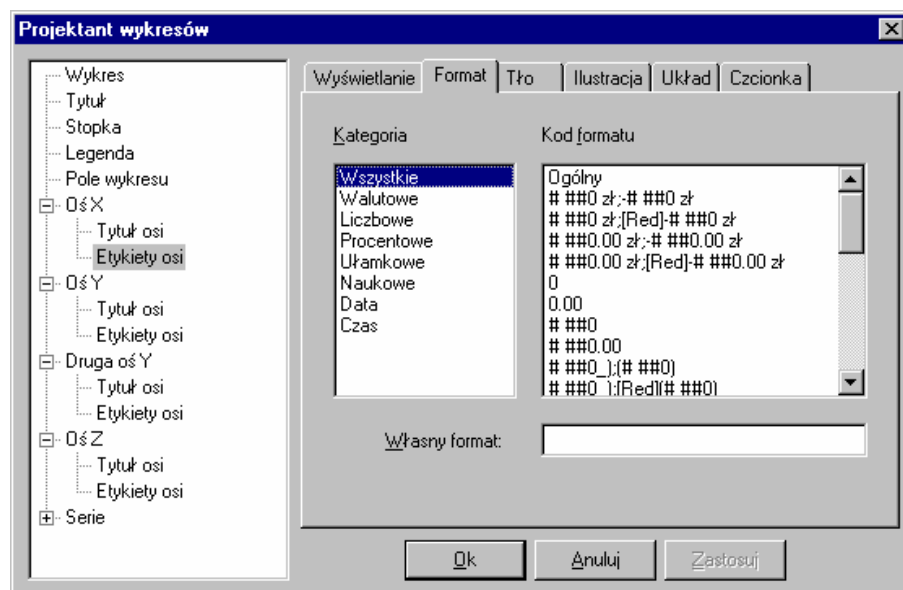 Projektant wykresów
Wykres
Tytuł
Stopka
Legenda
Pole wykresu
Oś X
Tytuł osi
Etykiety osi
Oś Y
Tytuł osi
Etykiety osi
Druga oś Y
Tytuł osi
Etykiety osi
Oś Z
Tytuł osi
Etykiety osi
Serie
Wyświetlanie Format Tło Ilustracja Układ Czcionka
Kategoria
Wszystkie
Walutowe
Liczbowe
Procentowe
Ułamkowe
Naukowe
Data
Czas
Kod formatu
Ogólny
# ##0 zł;-# ##0 zł
# ##0 zł;[Red]-# ##0 zł
# ##0.00 zł;-# ##0.00 zł
# ##0.00 zł;[Red]-# ##0.00 zł
0
0.00
# ##0
# ##0.00
# ##0_);(# ##0)
# ##0_);[Red](# ##0)
Własny format:
Ok Anuluj Zastosuj